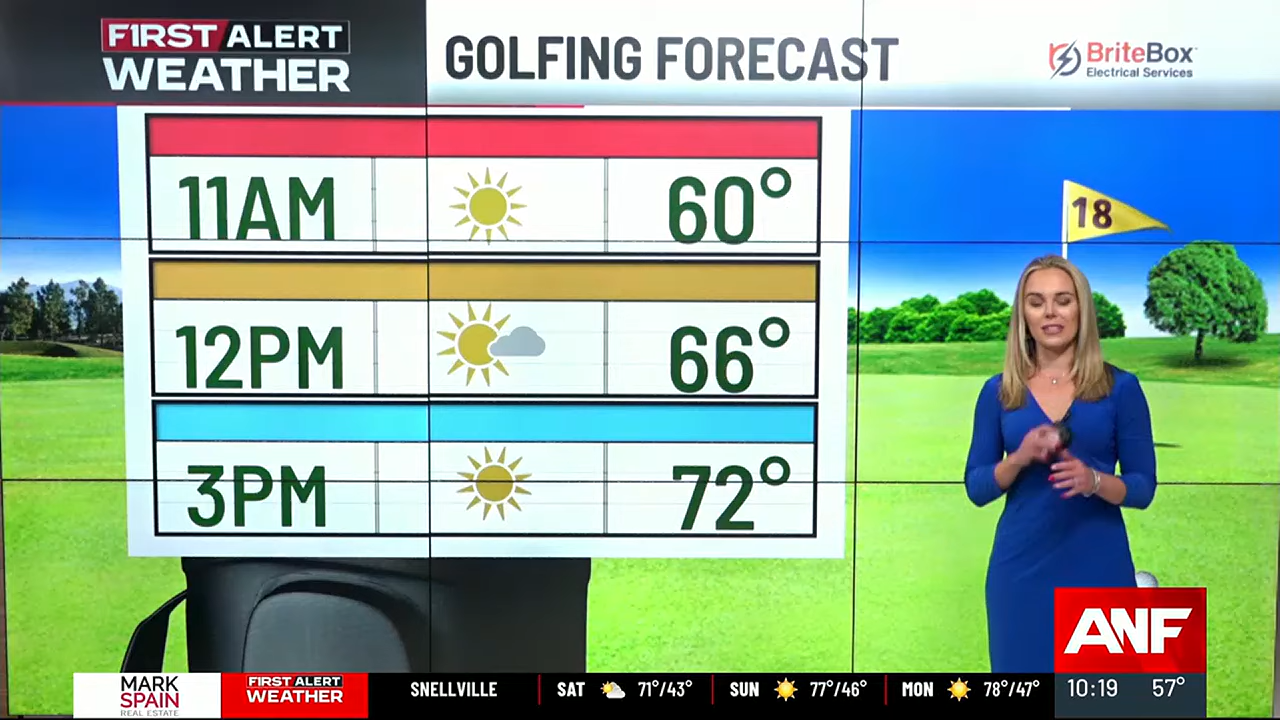 FIRST ALERT
WEATHER
GOLFING FORECAST
BriteBox
Electrical Services
11AM 60°
12PM 66°
3PM 72°
18
ANF
10:19 57°
MARK
SPAIN
REAL ESTATE
FIRST ALERT
WEATHER
SNELLVILLE SAT 71°/43° SUN 77°/46° MON 78°/47°